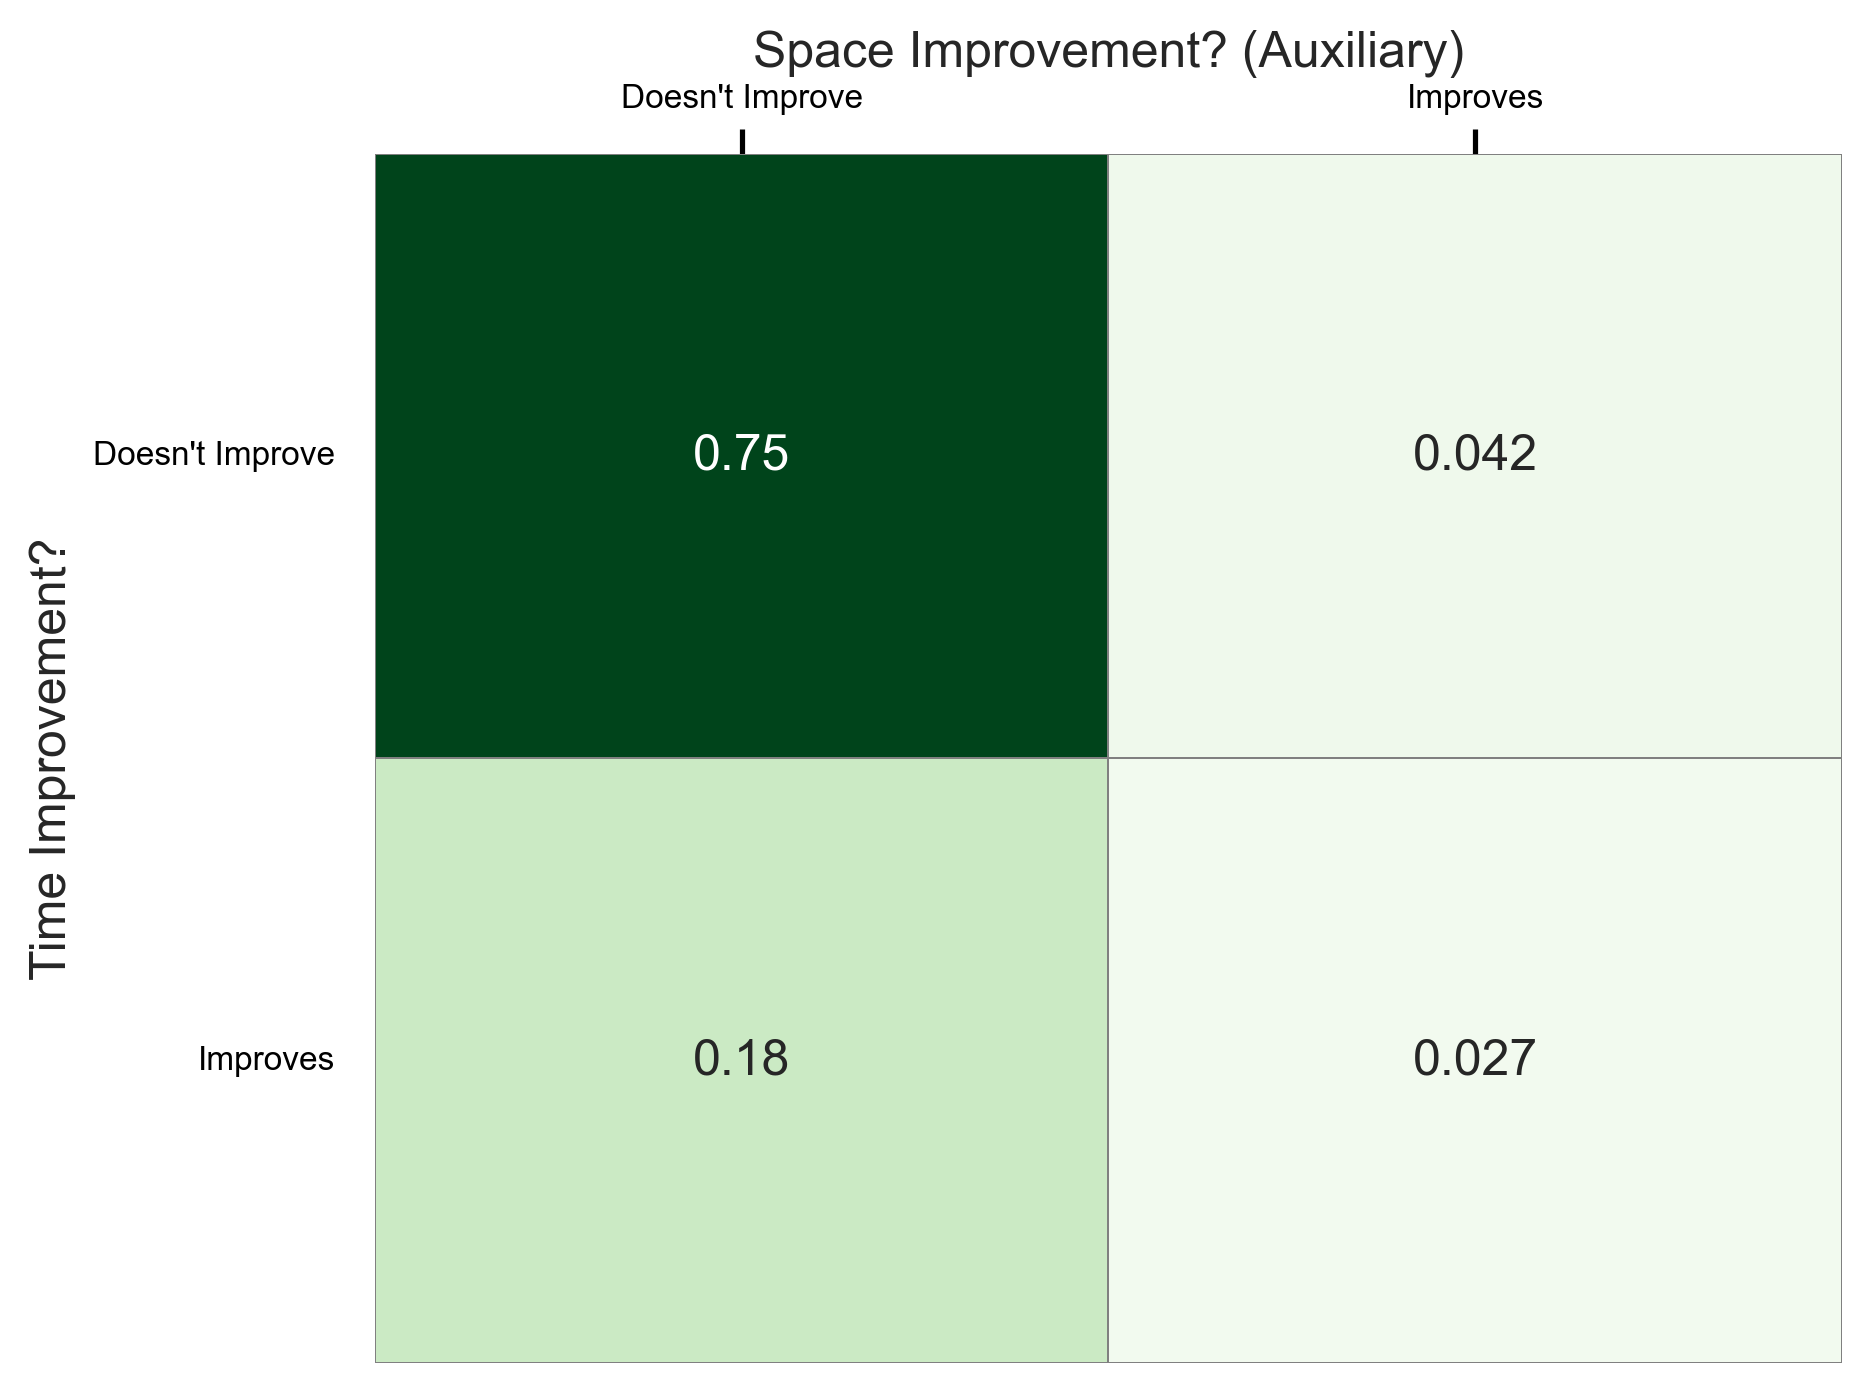 Space Improvement? (Auxiliary)
Doesn't Improve
Improves
Time Improvement?
Doesn't Improve
0.75
0.042
Improves
0.18
0.027